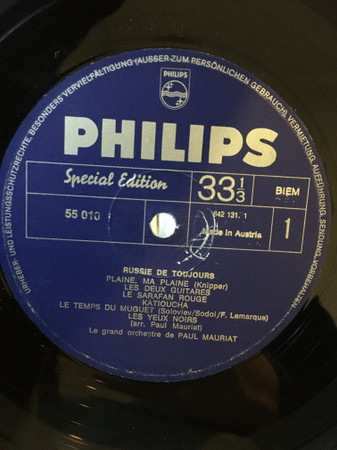 PHILIPS
PHILIPS
Special Edition
33 1/3
BIEM
55 010
842 131. 1
Made in Austria
1
RUSSIE DE TOUJOURS
PLAINE, MA PLAINE (Knipper)
LES DEUX GUITARES
LE SARAFAN ROUGE
KATIOUCHA
LE TEMPS DU MUGUET (Soloviev/Sodoi/F. Lemarque)
LES YEUX NOIRS
(arr. Paul Mauriat)
Le grand orchestre de PAUL MAURIAT
URHEBER- UND LEISTUNGSSCHUTZRECHTE, BESONDERS VERVIELFÄLTIGUNG (AUSSER ZUM PERSÖNLICHEN GEBRAUCH), VERMIETUNG, AUFFÜHRUNG, SENDUNG, VORBEHALTEN